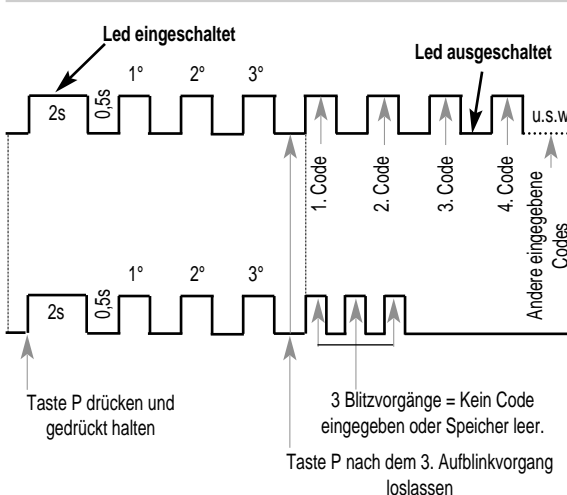 Led eingeschaltet
Led ausgeschaltet
1° 2° 3°
2s 0,5s
u.s.w
1. Code
2. Code
3. Code
4. Code
Andere eingegebene
Codes
1° 2° 3°
2s 0,5s
Taste P drücken und
gedrückt halten
3 Blitzvorgänge = Kein Code
eingegeben oder Speicher leer.
Taste P nach dem 3. Aufblinkvorgang
loslassen